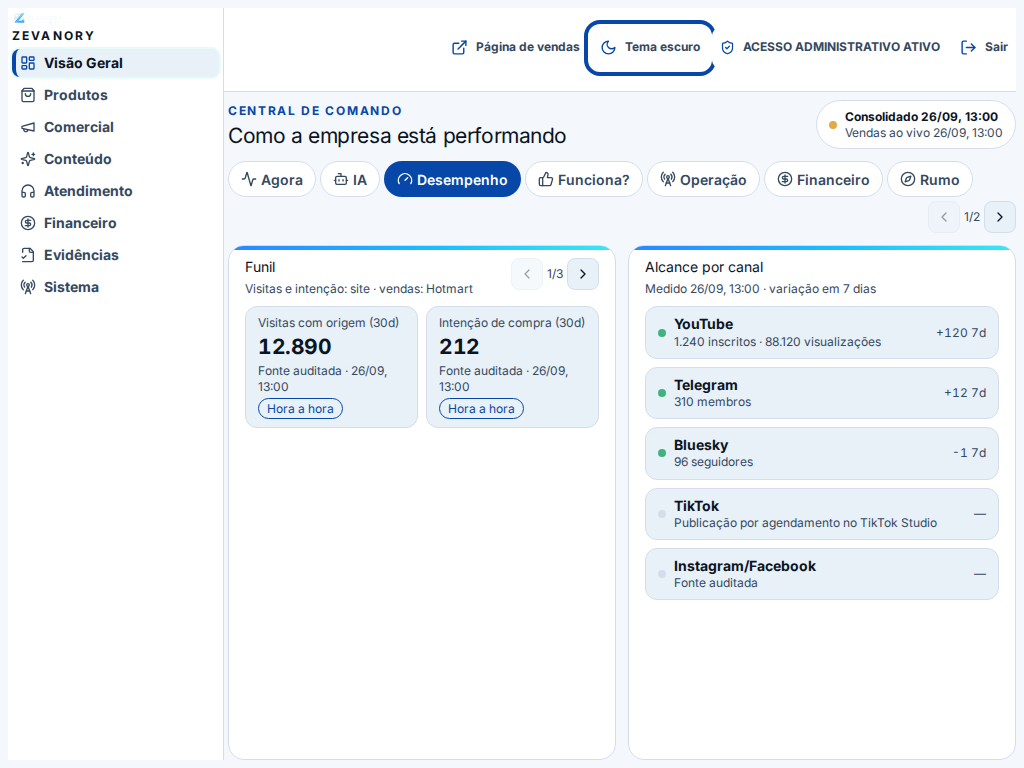 ZEVANORY
Visão Geral
Produtos
Comercial
Conteúdo
Atendimento
Financeiro
Evidências
Sistema
Página de vendas
Tema escuro
ACESSO ADMINISTRATIVO ATIVO
Sair
CENTRAL DE COMANDO
Como a empresa está performando
Consolidado 26/09, 13:00
Vendas ao vivo 26/09, 13:00
Agora
IA
Desempenho
Funciona?
Operação
Financeiro
Rumo
1/2
Funil
Visitas e intenção: site · vendas: Hotmart
1/3
Visitas com origem (30d)
12.890
Fonte auditada · 26/09,
13:00
Hora a hora
Intenção de compra (30d)
212
Fonte auditada · 26/09,
13:00
Hora a hora
Alcance por canal
Medido 26/09, 13:00 · variação em 7 dias
YouTube
1.240 inscritos · 88.120 visualizações
+120 7d
Telegram
310 membros
+12 7d
Bluesky
96 seguidores
-1 7d
TikTok
Publicação por agendamento no TikTok Studio
—
Instagram/Facebook
Fonte auditada
—